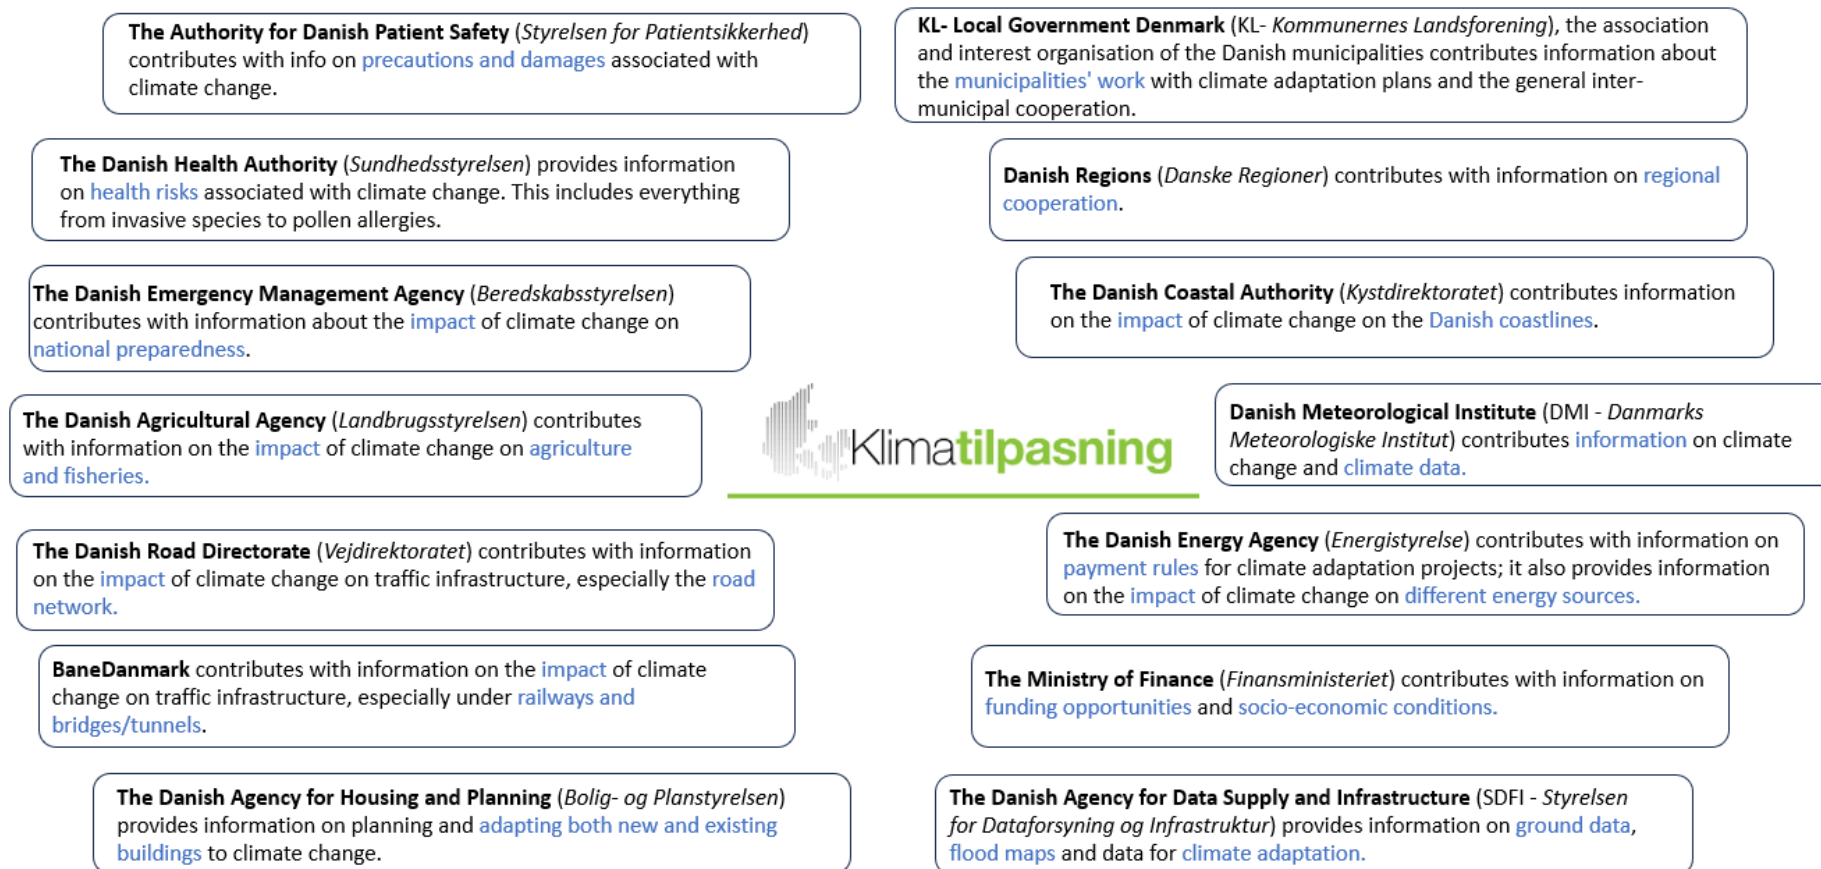 The Authority for Danish Patient Safety (Styrelsen for Patientsikkerhed)
contributes with info on precautions and damages associated with
climate change.
KL- Local Government Denmark (KL- Kommunernes Landsforening), the association
and interest organisation of the Danish municipalities contributes information about
the municipalities' work with climate adaptation plans and the general inter-
municipal cooperation.
The Danish Health Authority (Sundhedsstyrelsen) provides information
on health risks associated with climate change. This includes everything
from invasive species to pollen allergies.
Danish Regions (Danske Regioner) contributes with information on regional
cooperation.
The Danish Emergency Management Agency (Beredskabsstyrelsen)
contributes with information about the impact of climate change on
national preparedness.
The Danish Coastal Authority (Kystdirektoratet) contributes information
on the impact of climate change on the Danish coastlines.
The Danish Agricultural Agency (Landbrugsstyrelsen) contributes
with information on the impact of climate change on agriculture
and fisheries.
Klimatilpasning
Danish Meteorological Institute (DMI - Danmarks
Meteorologiske Institut) contributes information on climate
change and climate data.
The Danish Road Directorate (Vejdirektoratet) contributes with information
on the impact of climate change on traffic infrastructure, especially the road
network.
The Danish Energy Agency (Energistyrelse) contributes with information on
payment rules for climate adaptation projects; it also provides information
on the impact of climate change on different energy sources.
BaneDanmark contributes with information on the impact of climate
change on traffic infrastructure, especially under railways and
bridges/tunnels.
The Ministry of Finance (Finansministeriet) contributes with information on
funding opportunities and socio-economic conditions.
The Danish Agency for Housing and Planning (Bolig- og Planstyrelsen)
provides information on planning and adapting both new and existing
buildings to climate change.
The Danish Agency for Data Supply and Infrastructure (SDFI - Styrelsen
for Dataforsyning og Infrastruktur) provides information on ground data,
flood maps and data for climate adaptation.